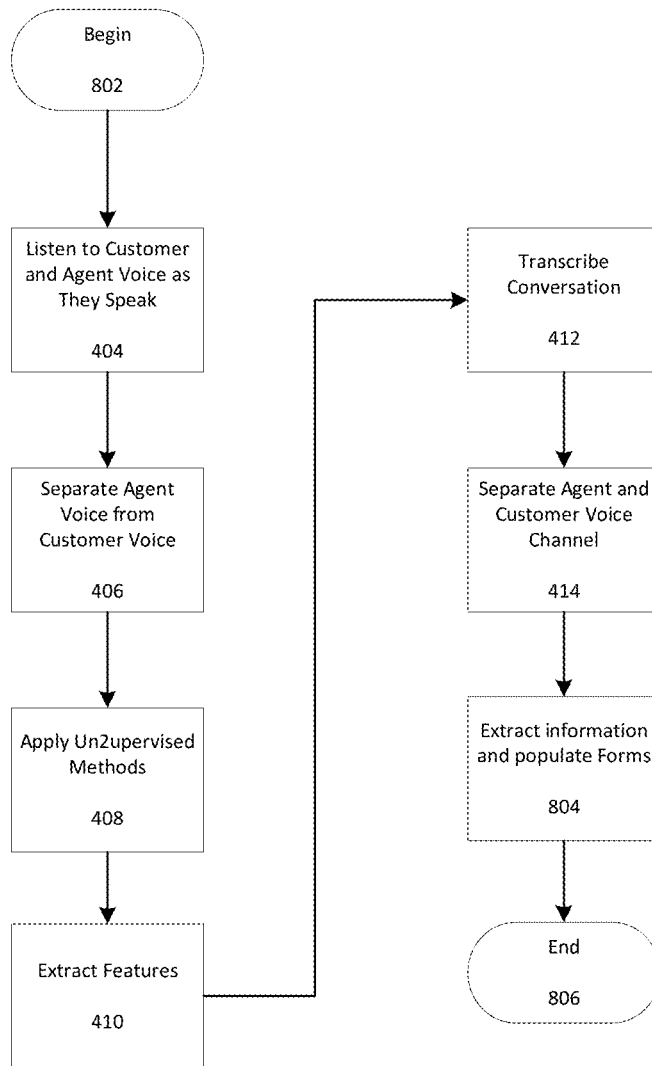 Begin
802
Listen to Customer
and Agent Voice as
They Speak
404
Separate Agent
Voice from
Customer Voice
406
Apply Un2upervised
Methods
408
Extract Features
410
Transcribe
Conversation
412
Separate Agent and
Customer Voice
Channel
414
Extract information
and populate Forms
804
End
806